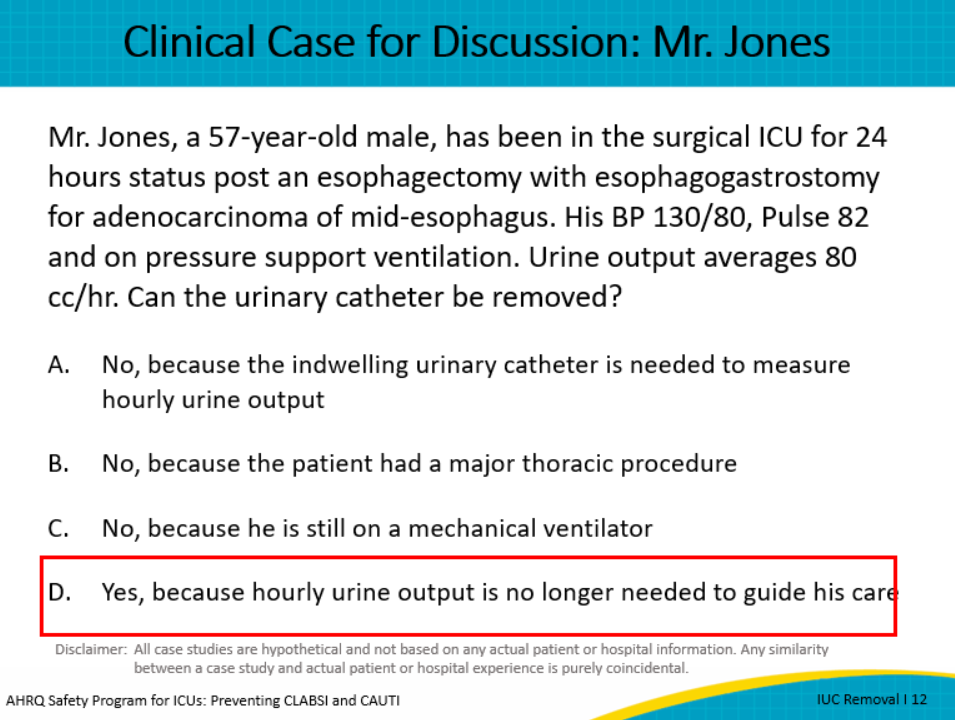 Clinical Case for Discussion: Mr. Jones
Mr. Jones, a 57-year-old male, has been in the surgical ICU for 24
hours status post an esophagectomy with esophagogastrostomy
for adenocarcinoma of mid-esophagus. His BP 130/80, Pulse 82
and on pressure support ventilation. Urine output averages 80
cc/hr. Can the urinary catheter be removed?
A. No, because the indwelling urinary catheter is needed to measure
hourly urine output
B. No, because the patient had a major thoracic procedure
C. No, because he is still on a mechanical ventilator
D. Yes, because hourly urine output is no longer needed to guide his care
Disclaimer: All case studies are hypothetical and not based on any actual patient or hospital information. Any similarity
between a case study and actual patient or hospital experience is purely coincidental.
AHRQ Safety Program for ICUs: Preventing CLABSI and CAUTI
IUC Removal I 12